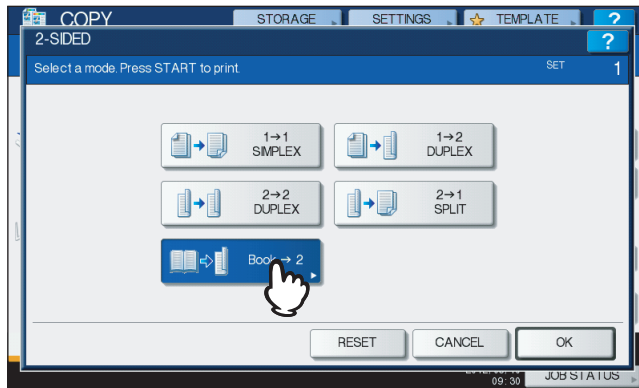 COPY
STORAGE
SETTINGS
TEMPLATE
?
2-SIDED
?
Select a mode. Press START to print.
SET
1
1→1
SIMPLEX
1→2
DUPLEX
2→2
DUPLEX
2→1
SPLIT
Book → 2
RESET
CANCEL
OK
09:30
JOB STATUS